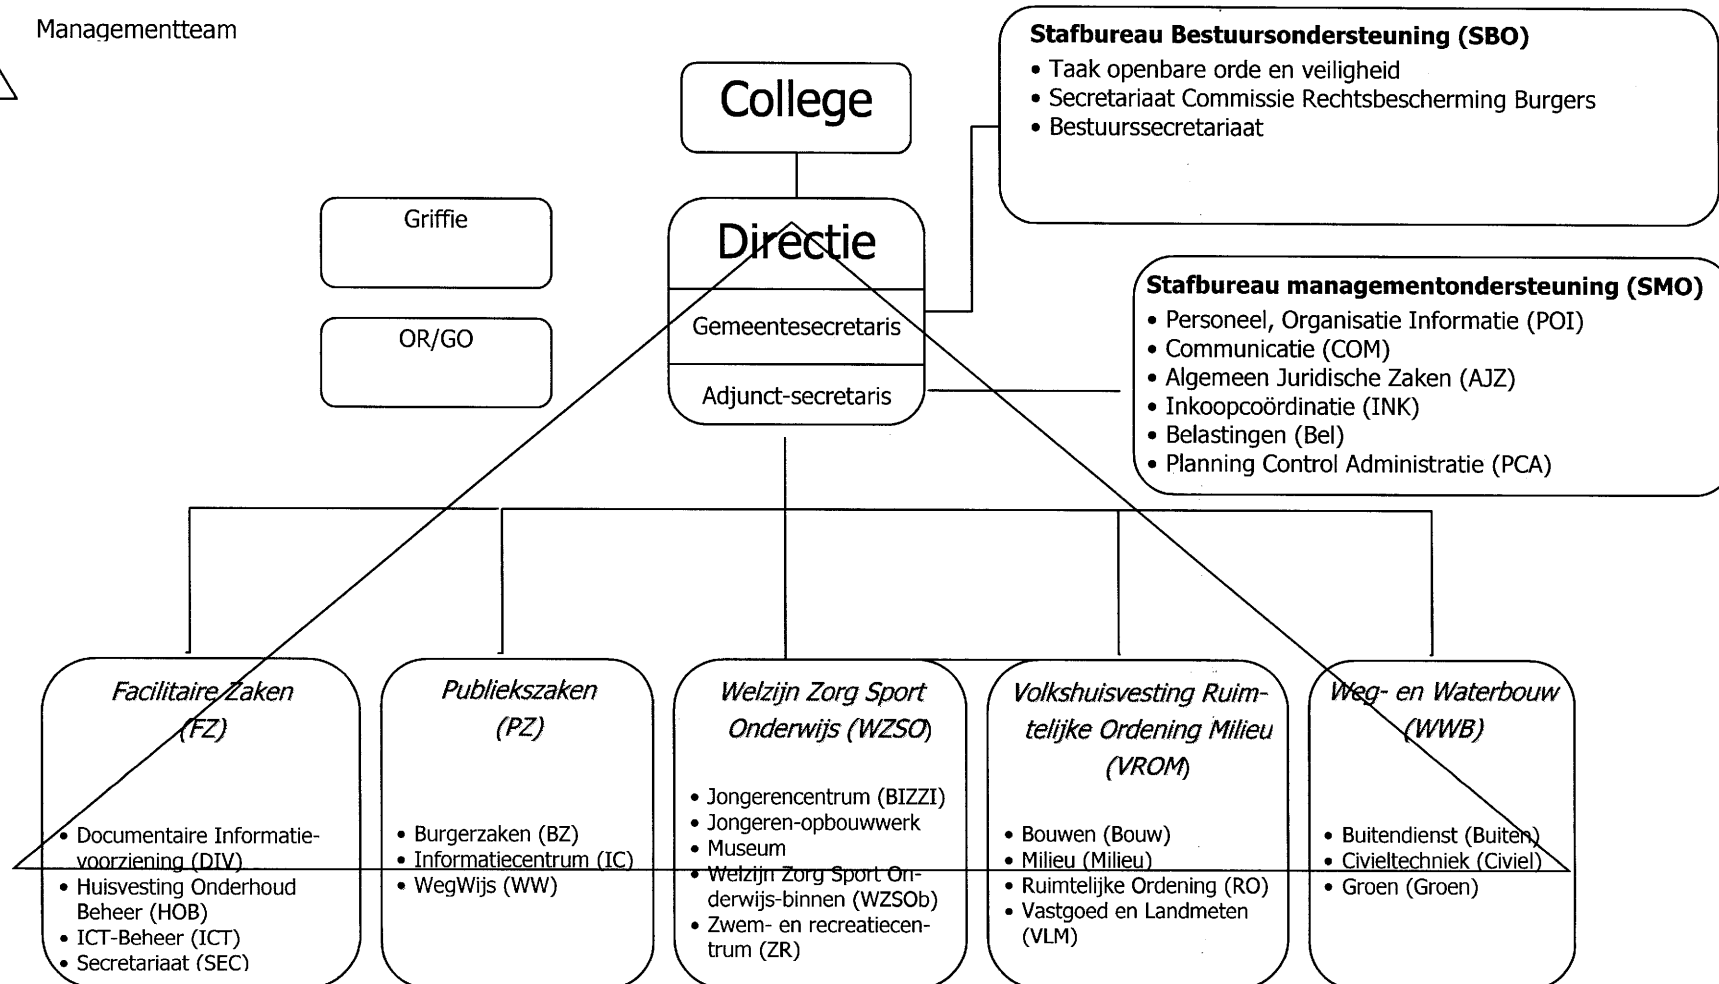 Managementteam
College
Stafbureau Bestuursondersteuning (SBO)
• Taak openbare orde en veiligheid
• Secretariaat Commissie Rechtsbescherming Burgers
• Bestuurssecretariaat
Griffie
OR/GO
Directie
Gemeentesecretaris
Adjunct-secretaris
Stafbureau managementondersteuning (SMO)
• Personeel, Organisatie Informatie (POI)
• Communicatie (COM)
• Algemeen Juridische Zaken (AJZ)
• Inkoopcoördinatie (INK)
• Belastingen (Bel)
• Planning Control Administratie (PCA)
Facilitaire Zaken
(FZ)
• Documentaire Informatie-
voorziening (DIV)
• Huisvesting Onderhoud
Beheer (HOB)
• ICT-Beheer (ICT)
• Secretariaat (SEC)
Publiekszaken
(PZ)
• Burgerzaken (BZ)
• Informatiecentrum (IC)
• WegWijs (WW)
Welzijn Zorg Sport
Onderwijs (WZSO)
• Jongerencentrum (BIZZI)
• Jongeren-opbouwwerk
• Museum
• Welzijn Zorg Sport On-
derwijs-binnen (WZSOb)
• Zwem- en recreatiecen-
trum (ZR)
Volkshuisvesting Ruim-
telijke Ordening Milieu
(VROM)
• Bouwen (Bouw)
• Milieu (Milieu)
• Ruimtelijke Ordening (RO)
• Vastgoed en Landmeten
(VLM)
Weg- en Waterbouw
(WWB)
• Buitendienst (Buiten)
• Civieltechniek (Civiel)
• Groen (Groen)